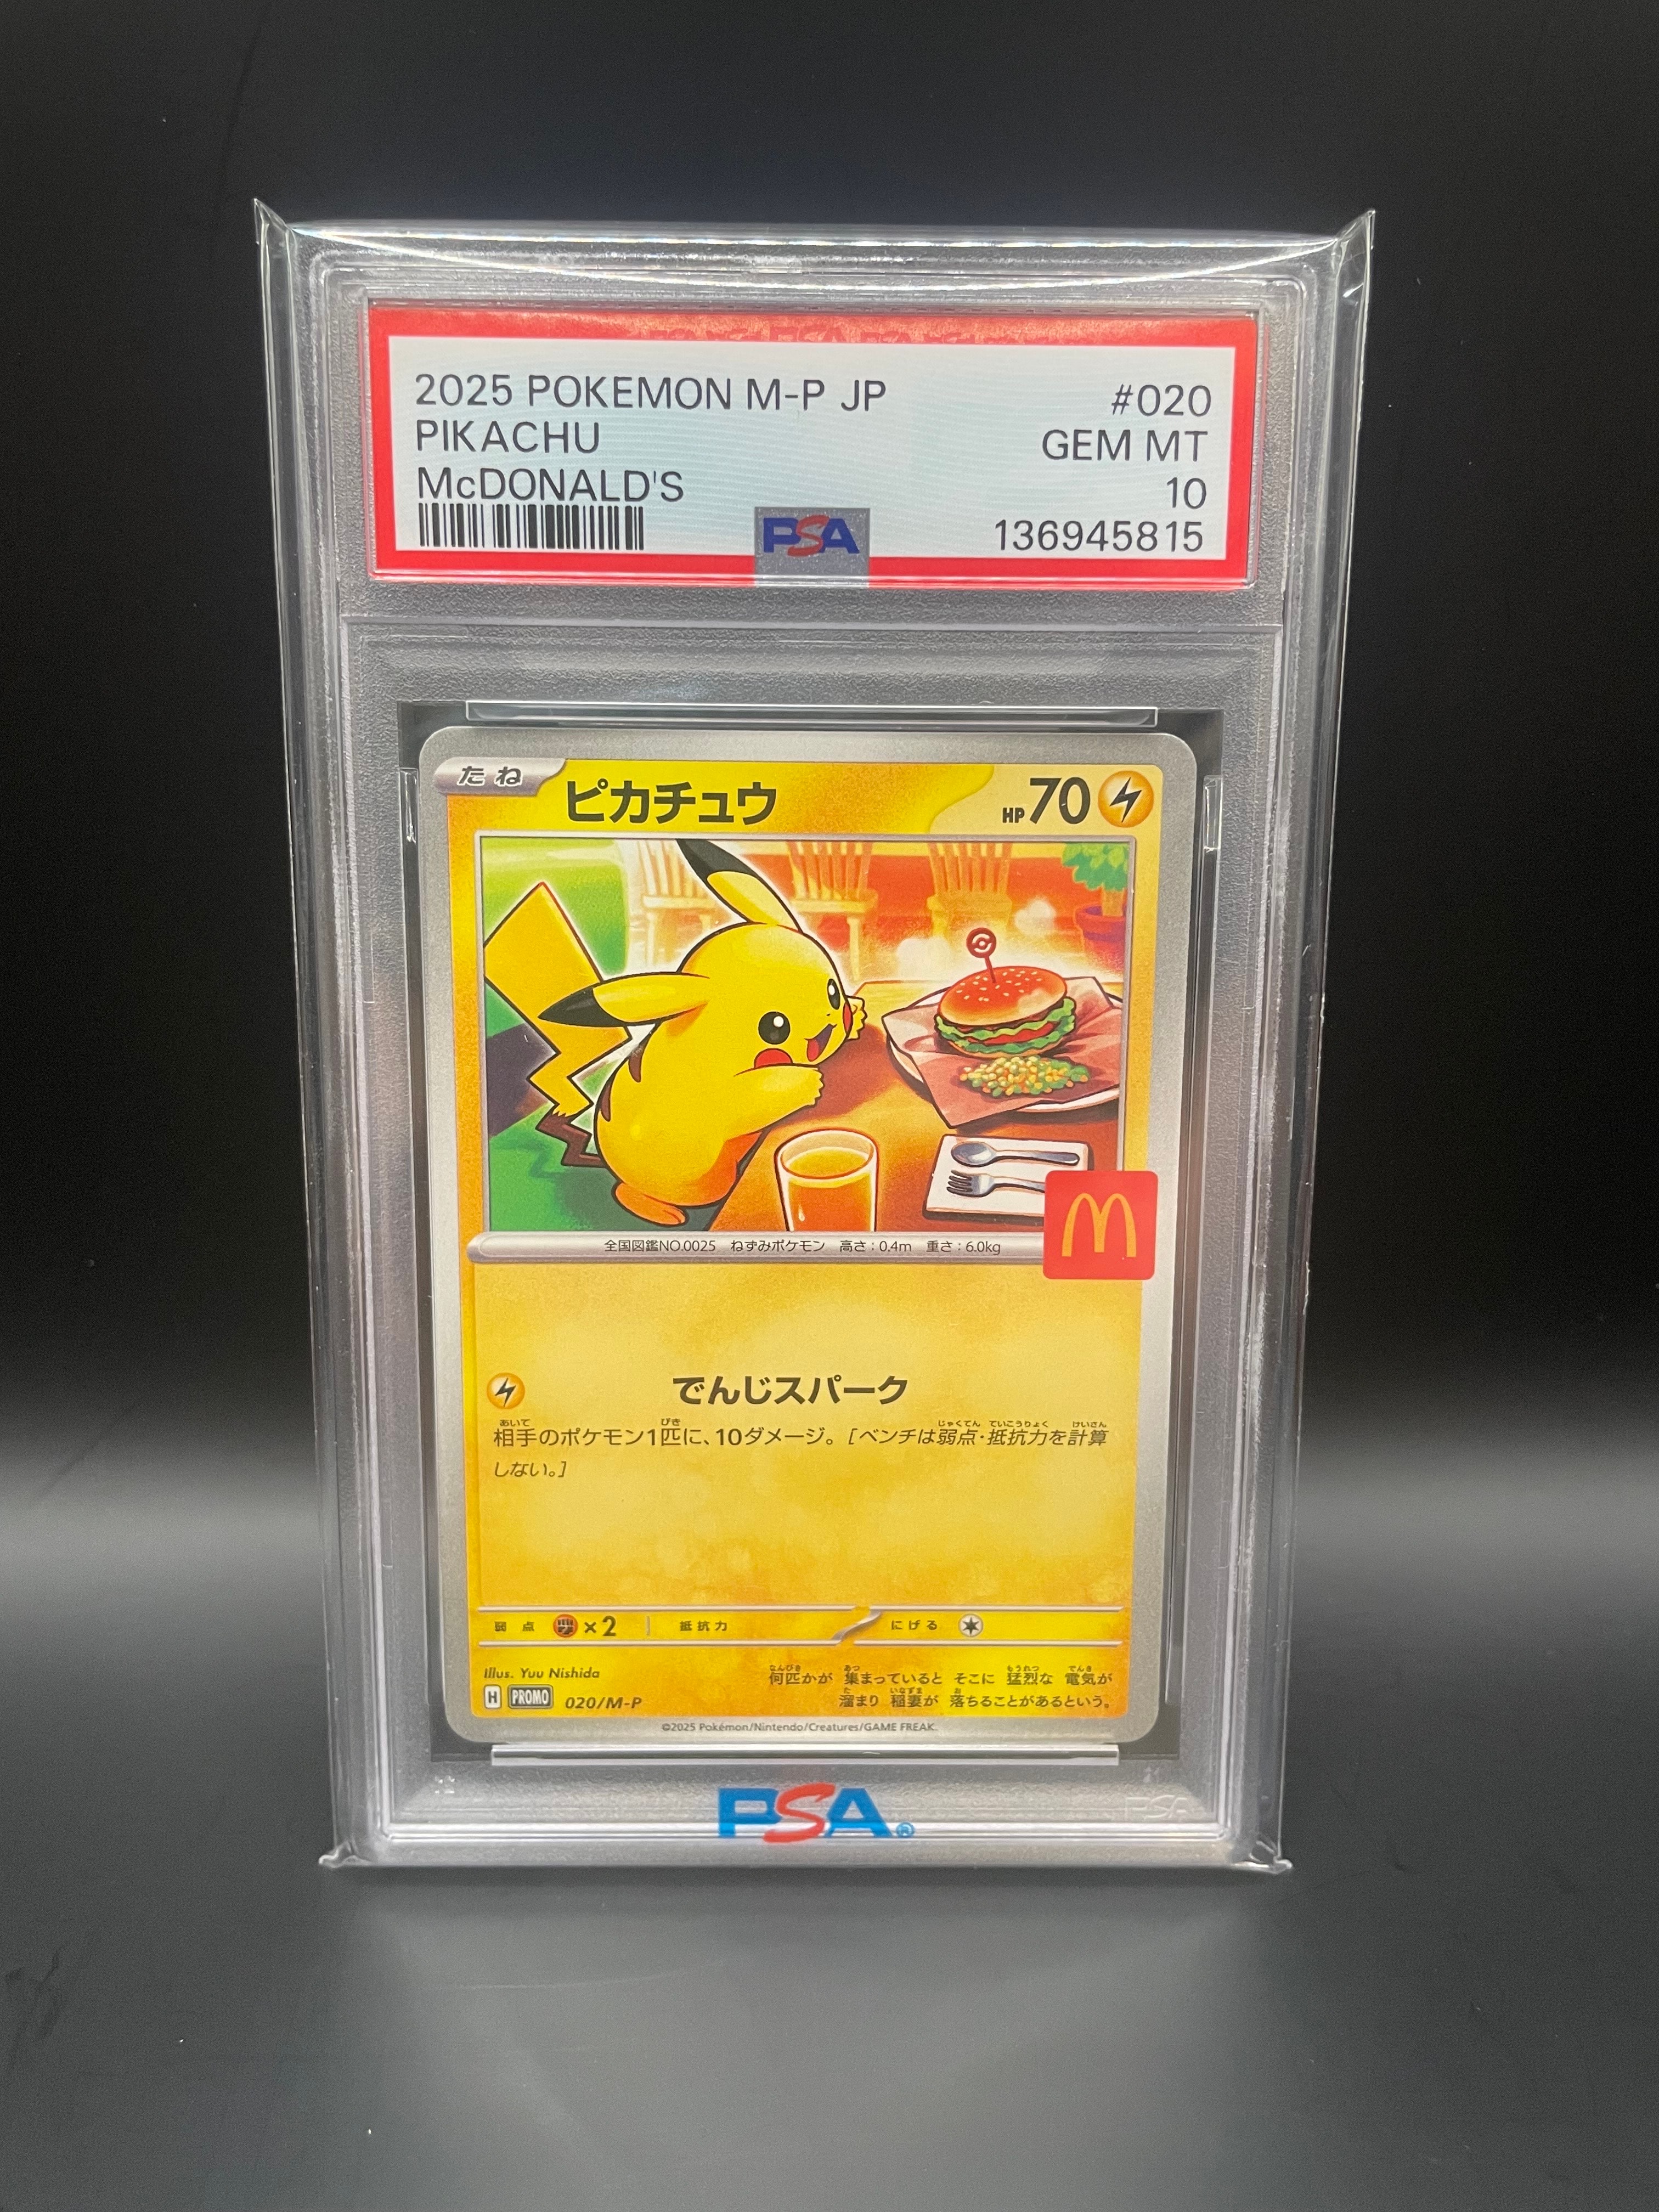 2025 POKEMON M-P JP #020
PIKACHU GEM MT
McDONALD'S 10
PSA 136945815
たね ピカチュウ HP70
全国図鑑NO.0025 ねずみポケモン 高さ:0.4m 重さ:6.0kg
でんじスパーク
相手のポケモン1匹に、10ダメージ。[ベンチは弱点・抵抗力を計算
しない。]
弱点 ×2 抵抗力 にげる
Illus. Yuu Nishida
何匹かが 集まっていると そこに 猛烈な 電気が
溜まり 稲妻が 落ちることがあるという。
H PROMO 020/M-P
©2025 Pokémon/Nintendo/Creatures/GAME FREAK.
PSA®